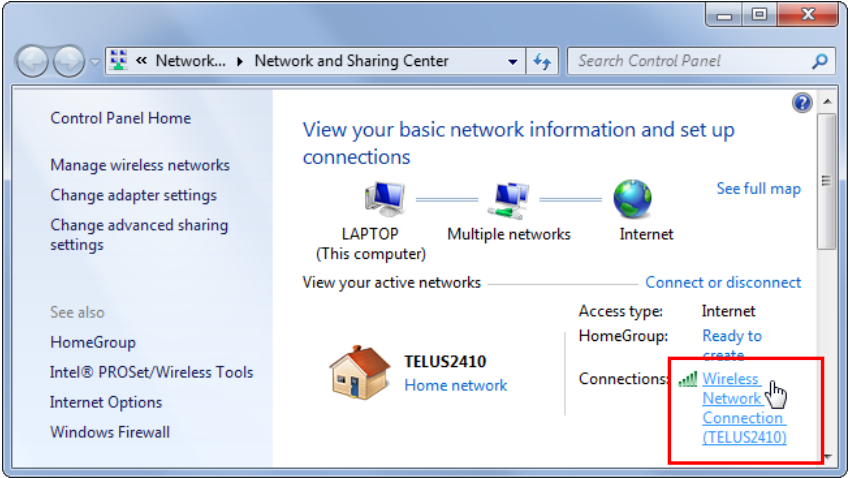 « Network... ▸ Network and Sharing Center
Search Control Panel
Control Panel Home
Manage wireless networks
Change adapter settings
Change advanced sharing
settings
See also
HomeGroup
Intel® PROSet/Wireless Tools
Internet Options
Windows Firewall
View your basic network information and set up
connections
See full map
LAPTOP
(This computer)
Multiple networks
Internet
View your active networks
Connect or disconnect
TELUS2410
Home network
Access type: Internet
HomeGroup: Ready to
create
Connections: Wireless
Network
Connection
(TELUS2410)